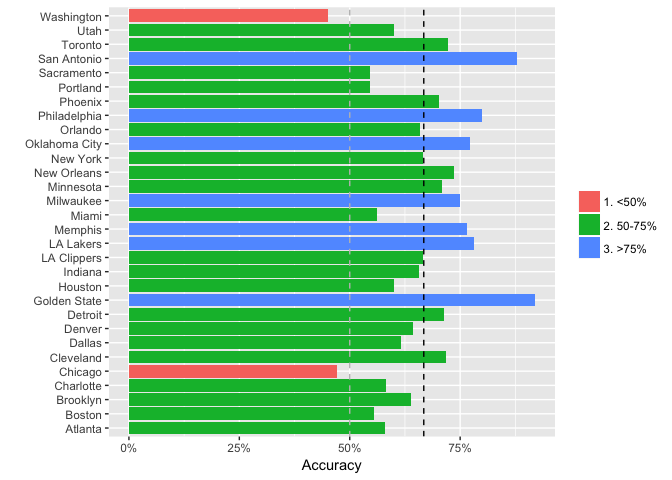 Washington
Utah
Toronto
San Antonio
Sacramento
Portland
Phoenix
Philadelphia
Orlando
Oklahoma City
New York
New Orleans
Minnesota
Milwaukee
Miami
Memphis
LA Lakers
LA Clippers
Indiana
Houston
Golden State
Detroit
Denver
Dallas
Cleveland
Chicago
Charlotte
Brooklyn
Boston
Atlanta
0% 25% 50% 75%
Accuracy
1. <50%
2. 50-75%
3. >75%